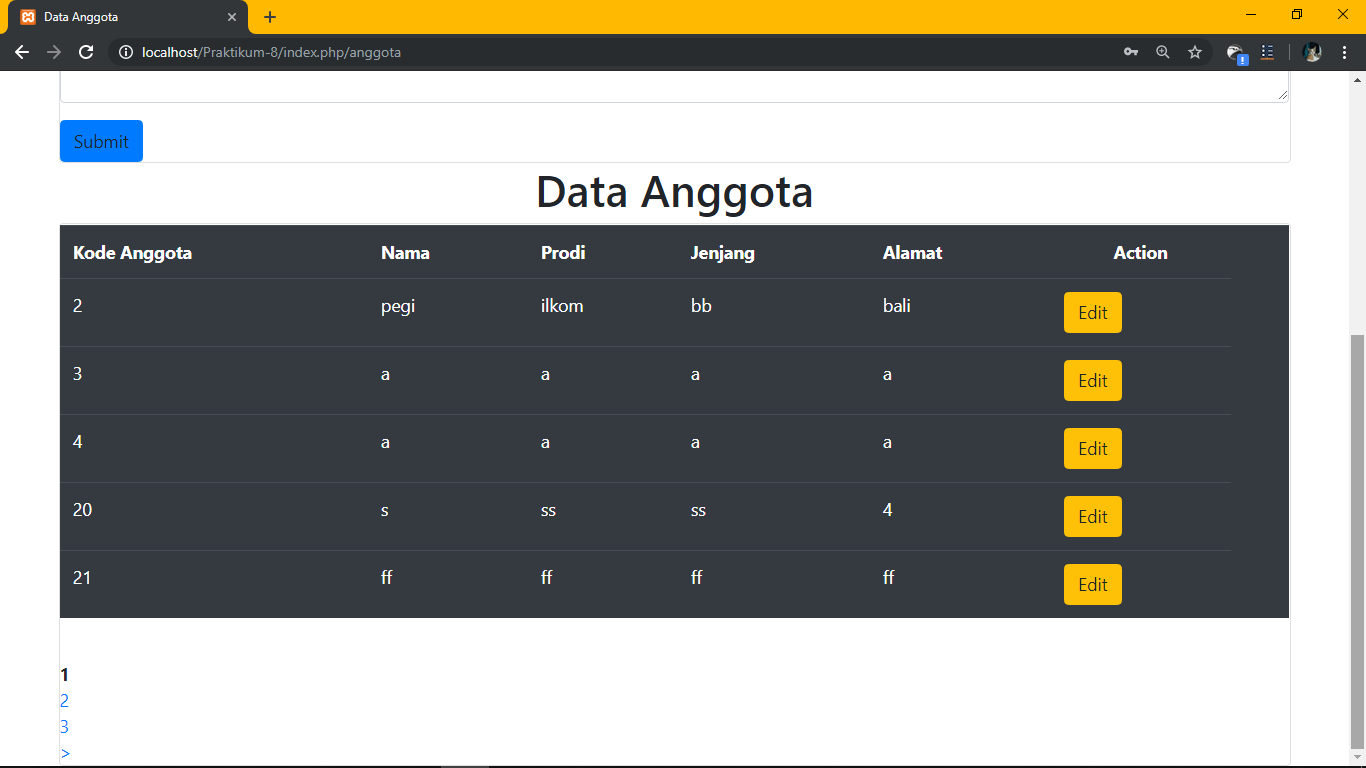 Data Anggota
localhost/Praktikum-8/index.php/anggota
Submit
Data Anggota
Kode Anggota Nama Prodi Jenjang Alamat Action
2 pegi ilkom bb bali Edit
3 a a a a Edit
4 a a a a Edit
20 s ss ss 4 Edit
21 ff ff ff ff Edit
1
2
3
>